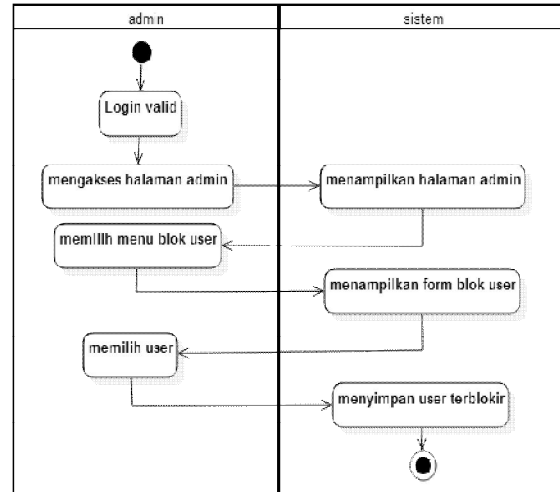 admin
sistem
Login valid
mengakses halaman admin
menampilkan halaman admin
memilih menu blok user
menampilkan form blok user
memilih user
menyimpan user terblokir